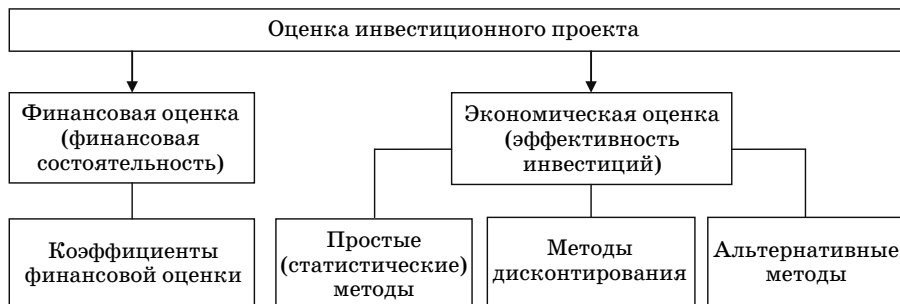 Оценка инвестиционного проекта
Финансовая оценка
(финансовая
состоятельность)
Экономическая оценка
(эффективность
инвестиций)
Коэффициенты
финансовой оценки
Простые
(статистические)
методы
Методы
дисконтирования
Альтернативные
методы